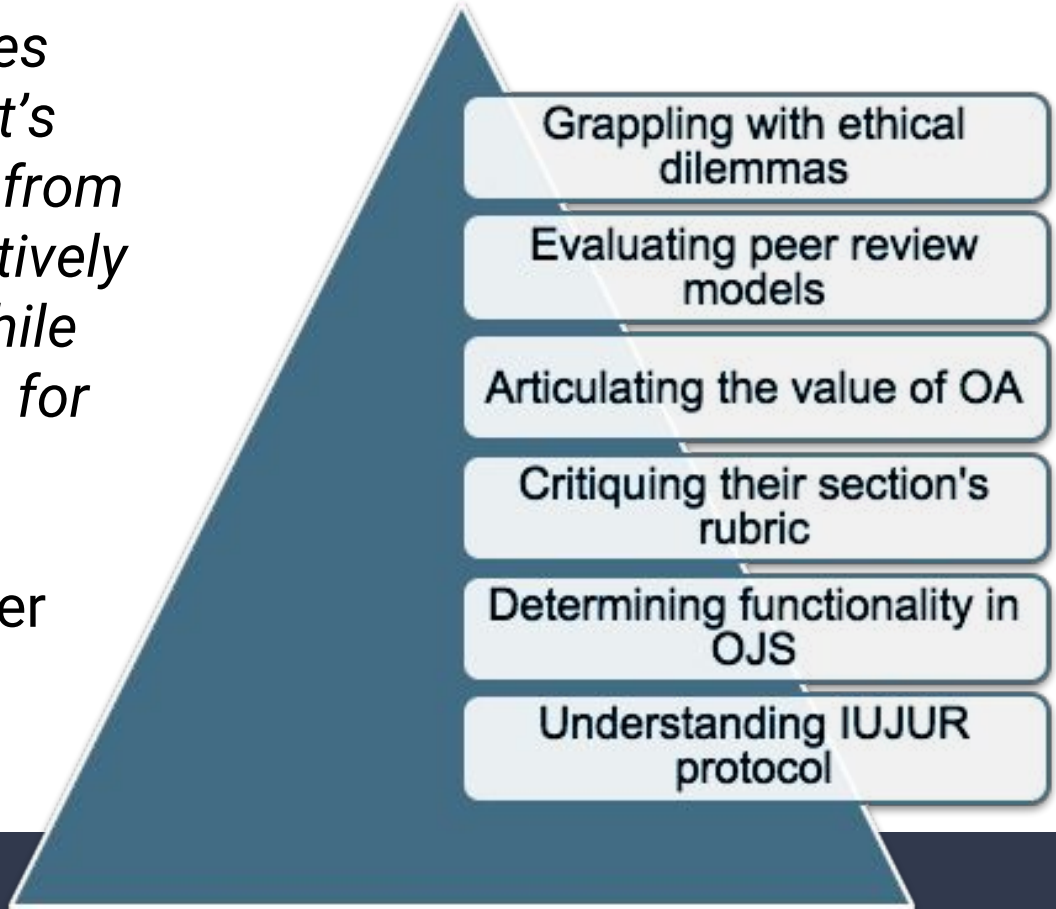 es
t's
from
tively
hile
for
er
Grappling with ethical
dilemmas
Evaluating peer review
models
Articulating the value of OA
Critiquing their section's
rubric
Determining functionality in
OJS
Understanding IUJUR
protocol